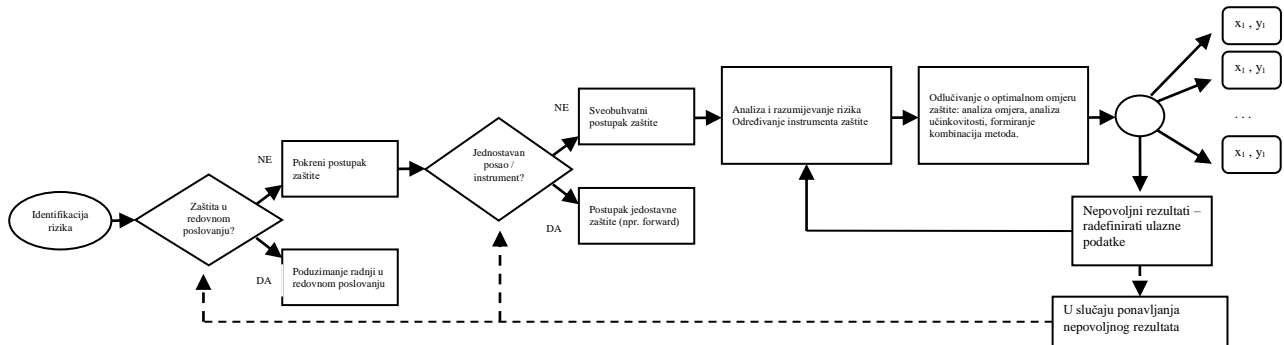 Identifikacija
rizika
Zaštita u
redovnom
poslovanju?
NE
Pokreni postupak
zaštite
DA
Poduzimanje radnji u
redovnom poslovanju
Jednostavan
posao /
instrument?
NE
Sveobuhvatni
postupak zaštite
DA
Postupak jedostavne
zaštite (npr. forward)
Analiza i razumijevanje rizika
Određivanje instrumenta zaštite
Odlučivanje o optimalnom omjeru
zaštite: analiza omjera, analiza
učinkovitosti, formiranje
kombinacija metoda.
x₁ , y₁
x₁ , y₁
. . .
x₁ , y₁
Nepovoljni rezultati –
radefinirati ulazne
podatke
U slučaju ponavljanja
nepovoljnog rezultata